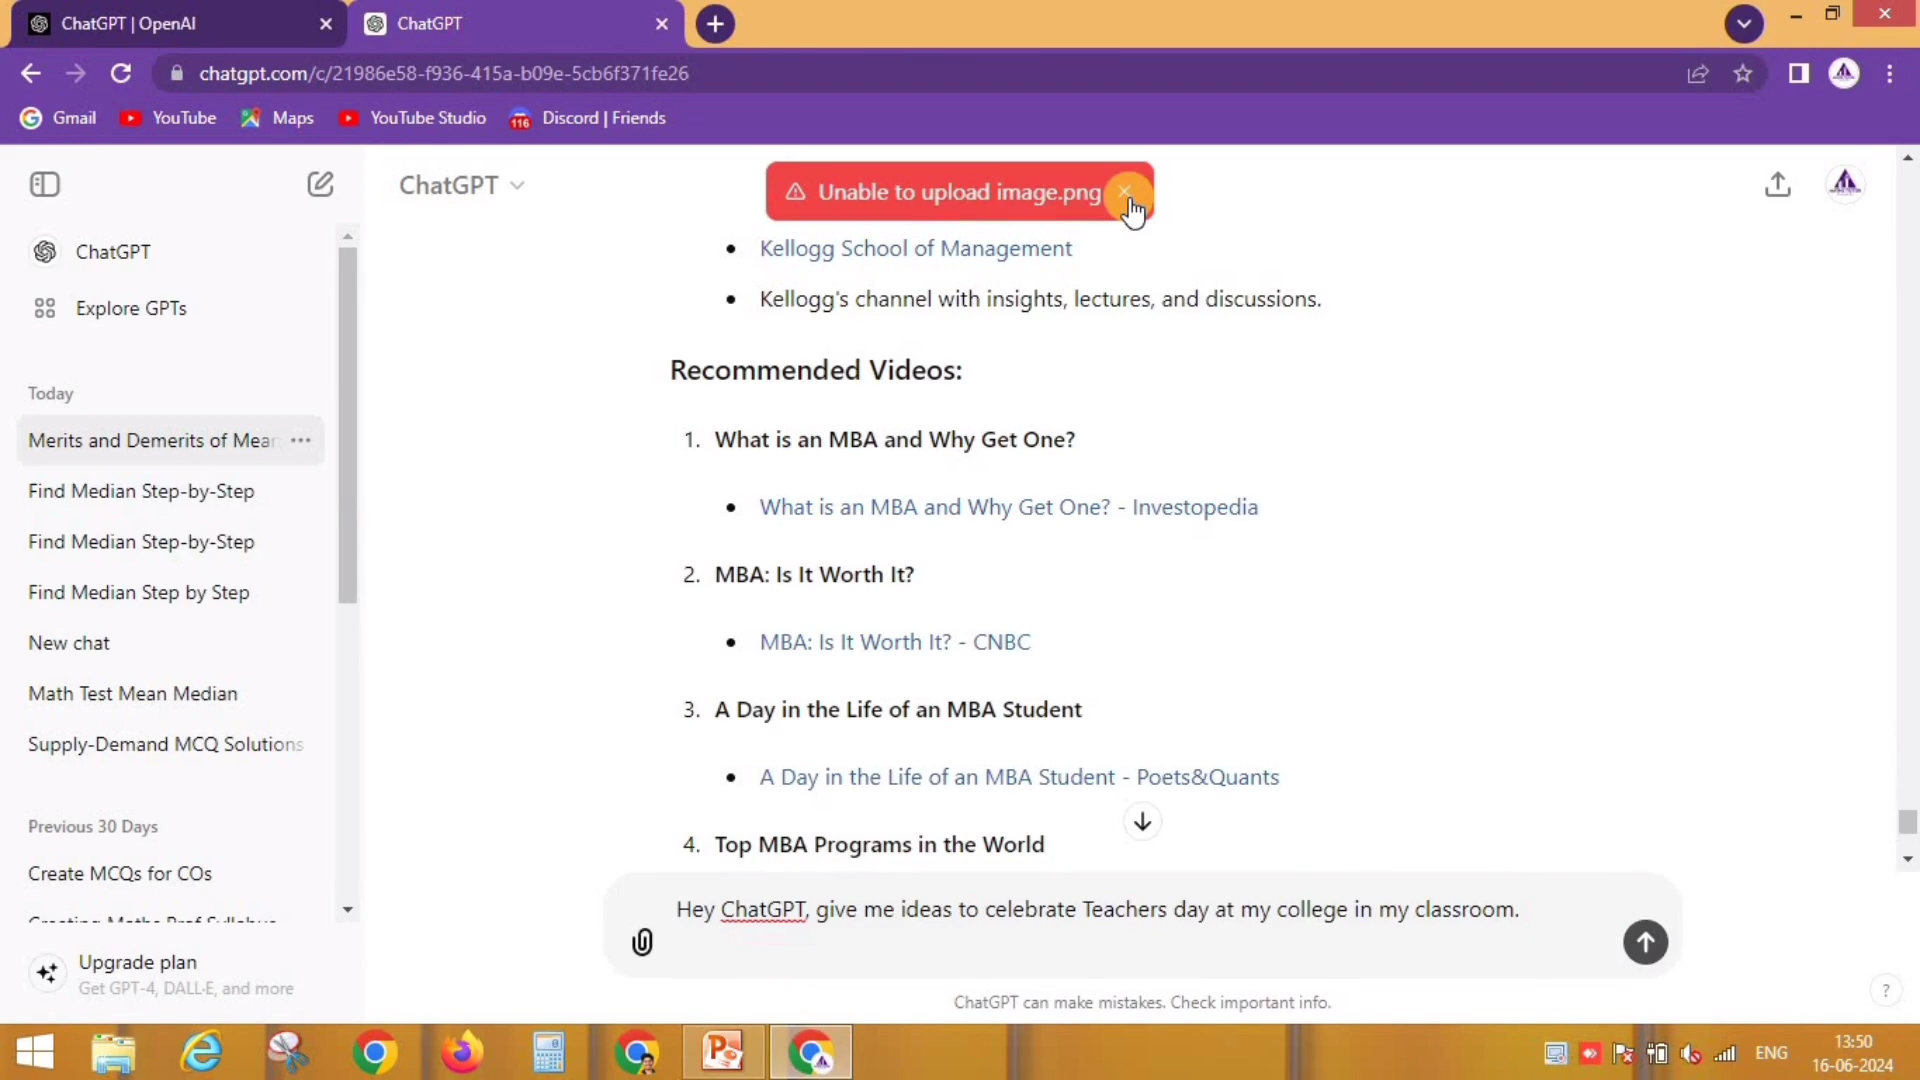 ChatGPT | OpenAI
ChatGPT
chatgpt.com/c/21986e58-f936-415a-b09e-5cb6f371fe26
Gmail
YouTube
Maps
YouTube Studio
116
Discord | Friends
ChatGPT
Unable to upload image.png
ChatGPT
Explore GPTs
Today
Merits and Demerits of Mean
Find Median Step-by-Step
Find Median Step-by-Step
Find Median Step by Step
New chat
Math Test Mean Median
Supply-Demand MCQ Solutions
Previous 30 Days
Create MCQs for COs
Upgrade plan
Get GPT-4, DALL·E, and more
Kellogg School of Management
Kellogg's channel with insights, lectures, and discussions.
Recommended Videos:
1. What is an MBA and Why Get One?
What is an MBA and Why Get One? - Investopedia
2. MBA: Is It Worth It?
MBA: Is It Worth It? - CNBC
3. A Day in the Life of an MBA Student
A Day in the Life of an MBA Student - Poets&Quants
4. Top MBA Programs in the World
Hey ChatGPT, give me ideas to celebrate Teachers day at my college in my classroom.
ChatGPT can make mistakes. Check important info.
?
ENG
13:50
16-06-2024